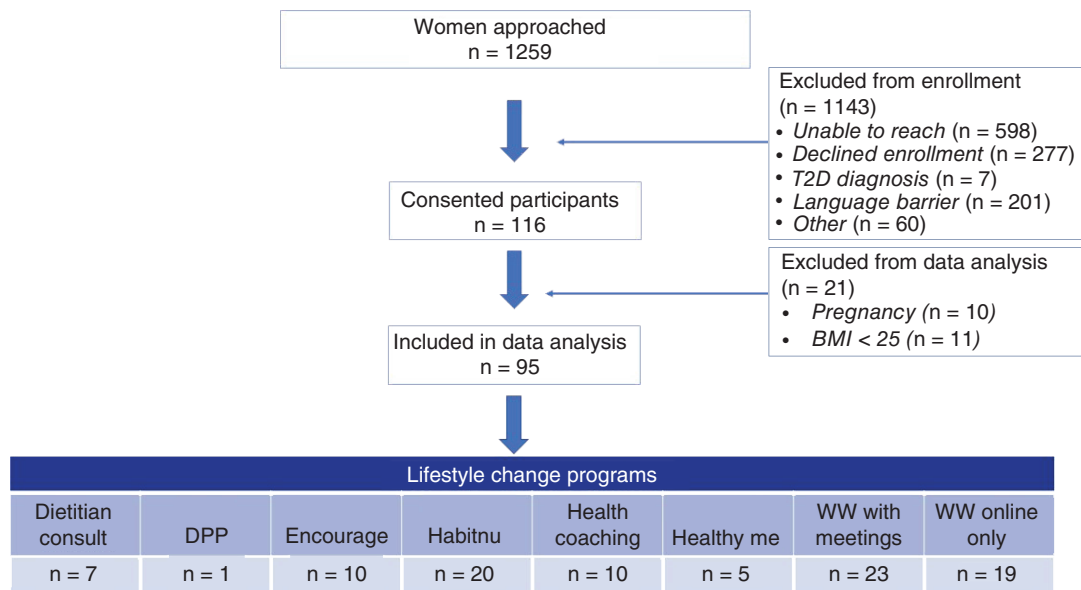 Women approached
n = 1259
Excluded from enrollment
(n = 1143)
• Unable to reach (n = 598)
• Declined enrollment (n = 277)
• T2D diagnosis (n = 7)
• Language barrier (n = 201)
• Other (n = 60)
Consented participants
n = 116
Excluded from data analysis
(n = 21)
• Pregnancy (n = 10)
• BMI < 25 (n = 11)
Included in data analysis
n = 95
Lifestyle change programs
Dietitian consult
DPP
Encourage
Habitnu
Health coaching
Healthy me
WW with meetings
WW online only
n = 7
n = 1
n = 10
n = 20
n = 10
n = 5
n = 23
n = 19